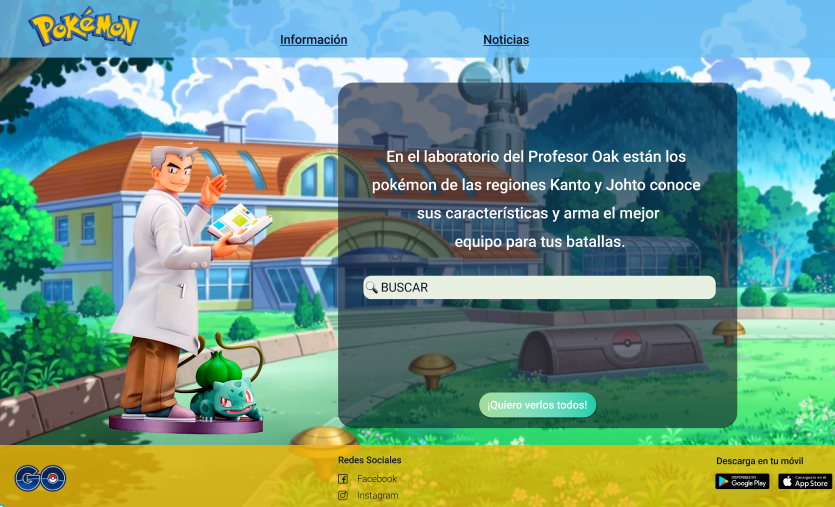 Pokémon
Información
Noticias
En el laboratorio del Profesor Oak están los
pokémon de las regiones Kanto y Johto conoce
sus características y arma el mejor
equipo para tus batallas.
BUSCAR
¡Quiero verlos todos!
GO
Redes Sociales
Facebook
Instagram
Descarga en tu móvil
DISPONIBLE EN
Google Play
Consíguelo en el
App Store